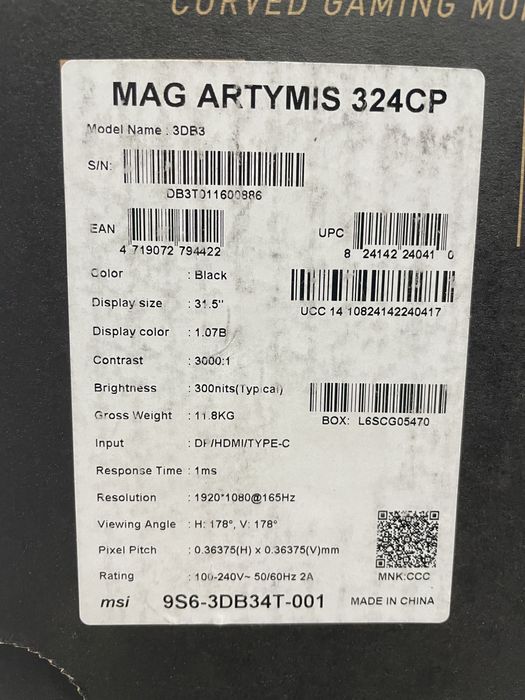 CURVED GAMING MO
MAG ARTYMIS 324CP
Model Name : 3DB3
S/N:
DB3T011600886
EAN
4 719072 794422
UPC
8 24142 24041 0
Color : Black
UCC 14 10824142240417
Display size : 31.5"
Display color : 1.07B
Contrast : 3000:1
Brightness : 300nits(Typical)
BOX: L6SCG05470
Gross Weight : 11.8KG
Input : DP/HDMI/TYPE-C
Response Time : 1ms
Resolution : 1920*1080@165Hz
Viewing Angle : H: 178°, V: 178°
Pixel Pitch : 0.36375(H) x 0.36375(V)mm
Rating : 100-240V~ 50/60Hz 2A
MNK:CCC
msi 9S6-3DB34T-001 MADE IN CHINA